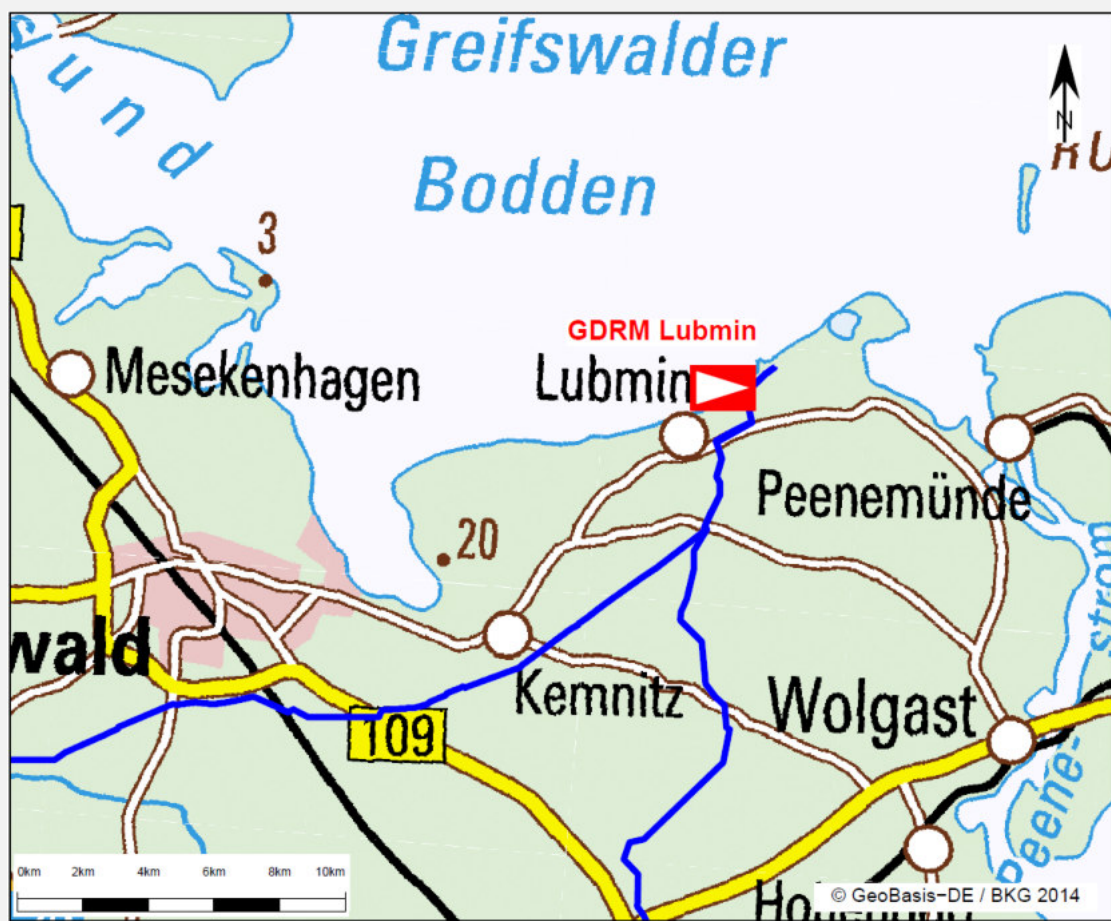 Greifswalder
Bodden
Sund
N
3
GDRM Lubmin
Lubmin
Mesekenhagen
Peenemünde
20
wald
Kemnitz
Wolgast
109
strom
Peene-
0km 2km 4km 6km 8km 10km
© GeoBasis-DE / BKG 2014